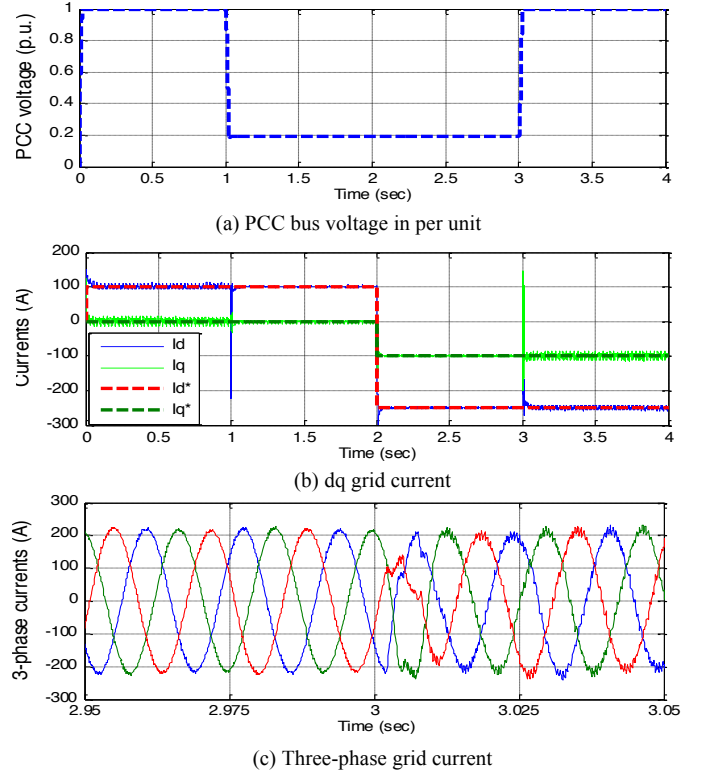 PCC voltage (p.u.)
1
0.8
0.6
0.4
0.2
0
0 0.5 1 1.5 2 2.5 3 3.5 4
Time (sec)
(a) PCC bus voltage in per unit
Currents (A)
200
100
0
-100
-200
-300
Id
Iq
Id*
Iq*
0 0.5 1 1.5 2 2.5 3 3.5 4
Time (sec)
(b) dq grid current
3-phase currents (A)
300
200
100
0
-100
-200
-300
2.95 2.975 3 3.025 3.05
Time (sec)
(c) Three-phase grid current